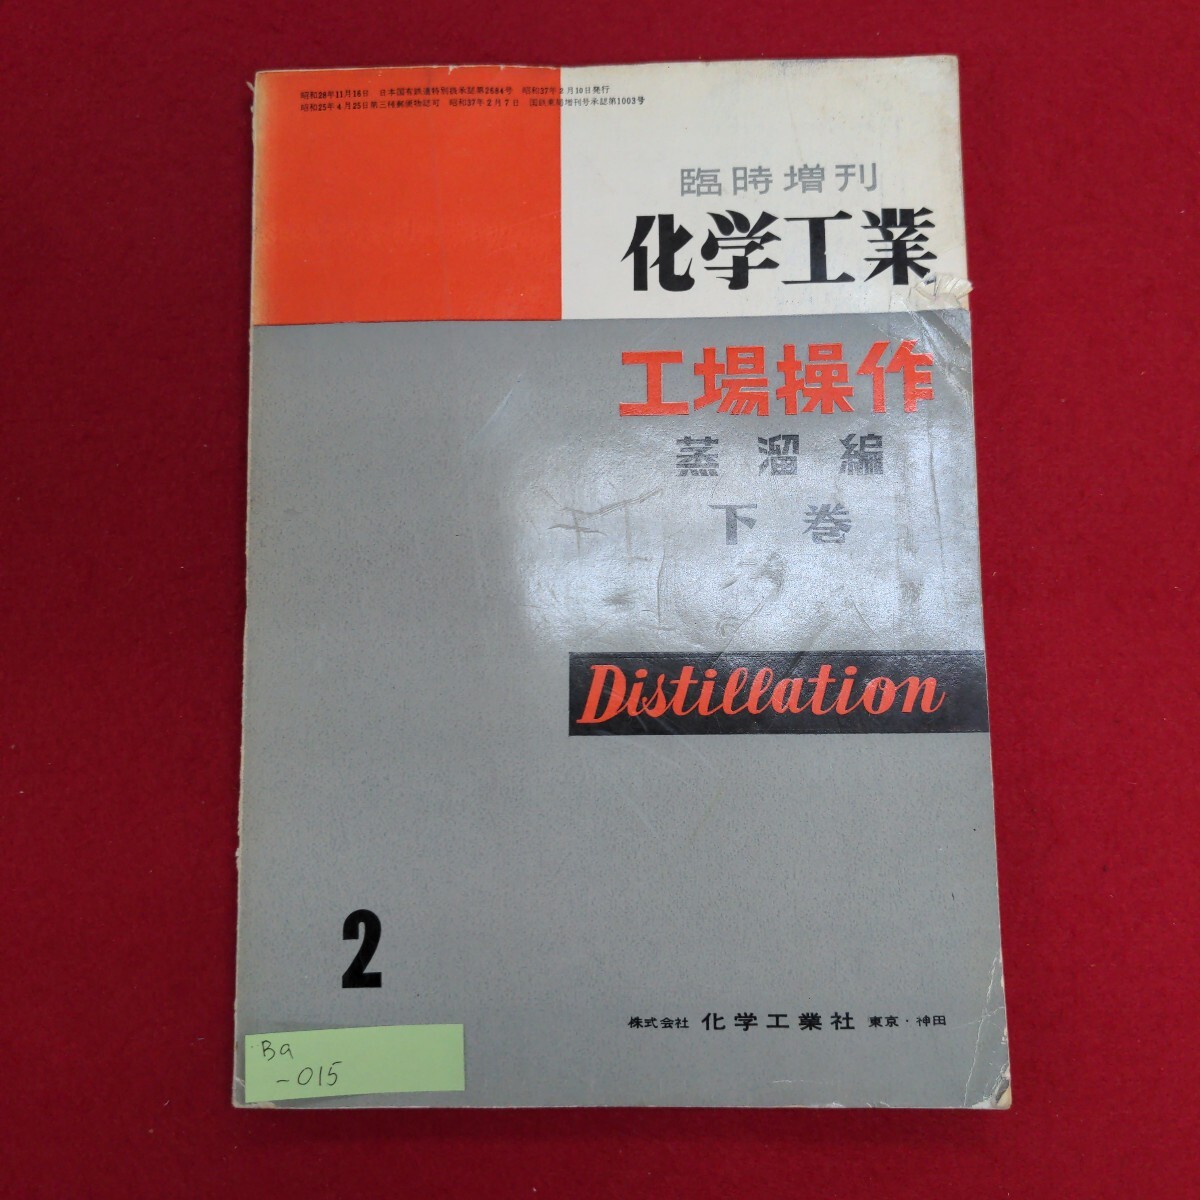 昭和28年11月16日 日本国有鉄道特別扱承認第2684号 昭和37年2月10日発行
昭和25年4月25日第三種郵便物認可 昭和37年2月7日 国鉄東局増刊号承認第1003号
臨時増刊
化学工業
工場操作
蒸溜編
下巻
Distillation
2
株式会社 化学工業社 東京・神田
Ba
-015